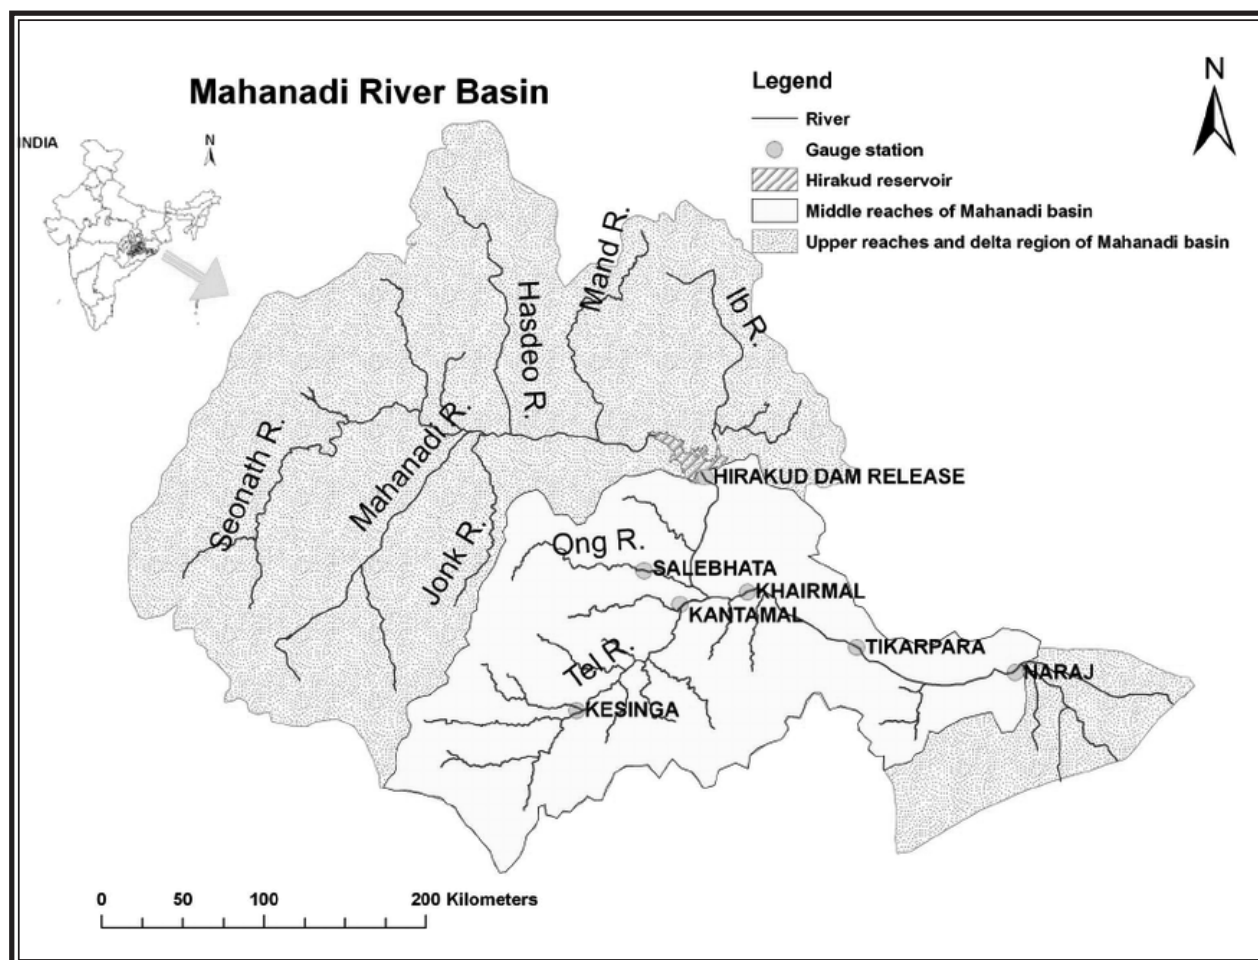 Mahanadi River Basin
INDIA
N
Legend
River
Gauge station
Hirakud reservoir
Middle reaches of Mahanadi basin
Upper reaches and delta region of Mahanadi basin
N
Mand R.
Hasdeo R.
Ib R.
Seonath R.
Mahanadi R.
Jonk R.
HIRAKUD DAM RELEASE
Ong R.
SALEBHATA
KHAIRMAL
KANTAMAL
Tel R.
TIKARPARA
NARAJ
KESINGA
0 50 100 200 Kilometers